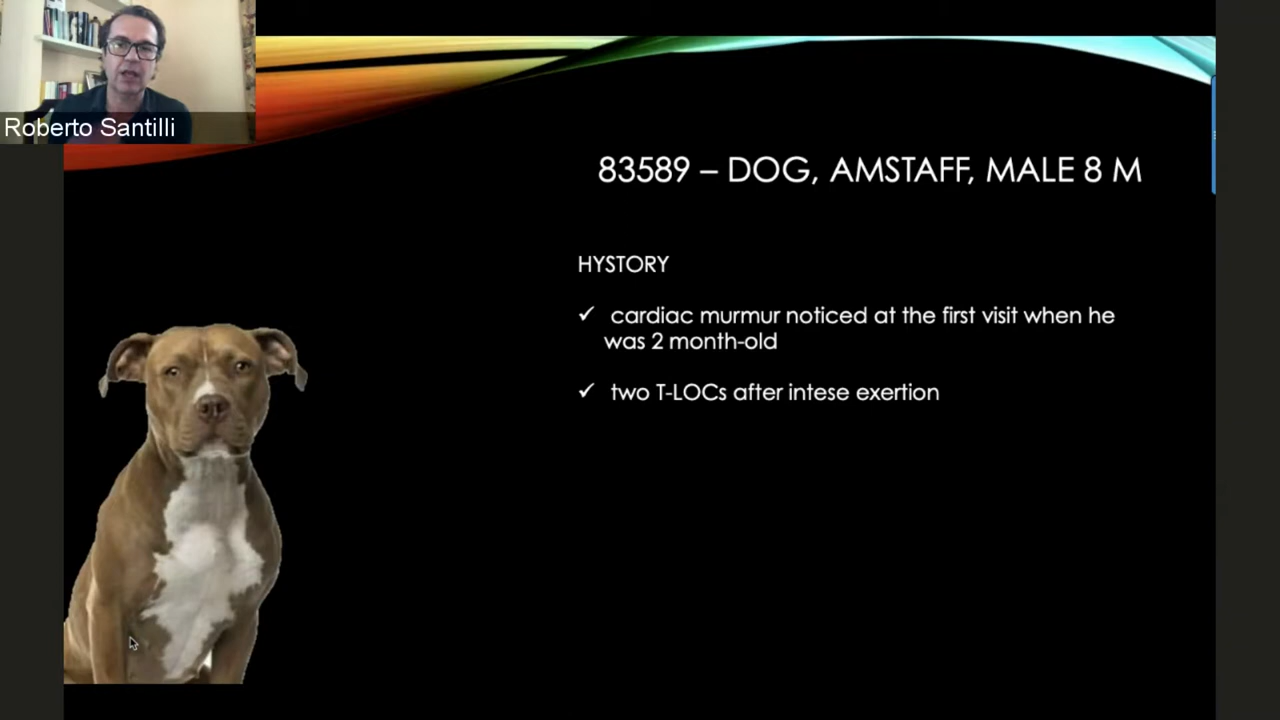 Roberto Santilli
83589 – DOG, AMSTAFF, MALE 8 M
HYSTORY
✓ cardiac murmur noticed at the first visit when he
was 2 month-old
✓ two T-LOCs after intese exertion